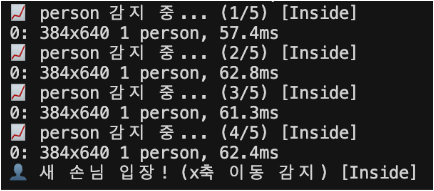 📈 person 감지 중... (1/5) [Inside]
0: 384x640 1 person, 57.4ms
📈 person 감지 중... (2/5) [Inside]
0: 384x640 1 person, 62.8ms
📈 person 감지 중... (3/5) [Inside]
0: 384x640 1 person, 61.3ms
📈 person 감지 중... (4/5) [Inside]
0: 384x640 1 person, 62.4ms
👤 새 손님 입장! (x축 이동 감지) [Inside]